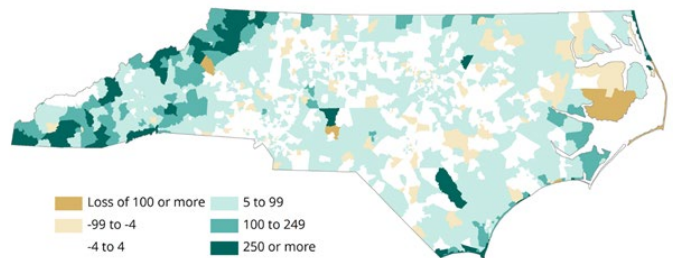 Loss of 100 or more
-99 to -4
-4 to 4
5 to 99
100 to 249
250 or more